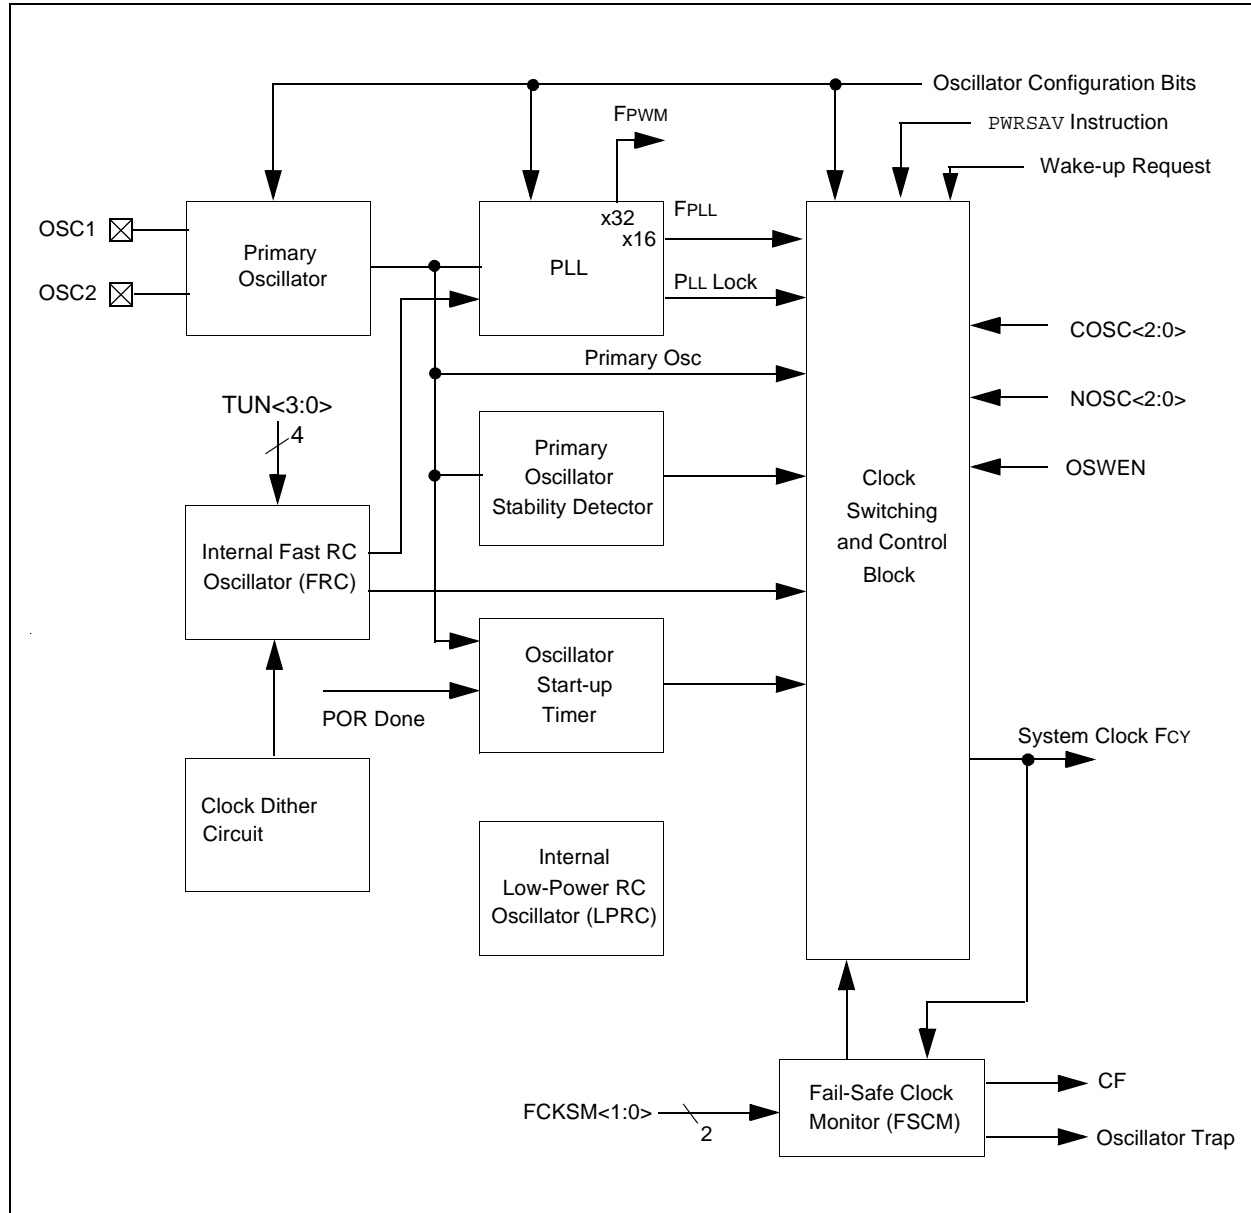 Oscillator Configuration Bits
FPWM
PWRSAV Instruction
Wake-up Request
OSC1
OSC2
Primary
Oscillator
x32
x16
PLL
FPLL
PLL Lock
Primary Osc
COSC<2:0>
NOSC<2:0>
OSWEN
TUN<3:0>
4
Primary
Oscillator
Stability Detector
Clock
Switching
and Control
Block
Internal Fast RC
Oscillator (FRC)
Oscillator
Start-up
Timer
POR Done
System Clock FCY
Clock Dither
Circuit
Internal
Low-Power RC
Oscillator (LPRC)
FCKSM<1:0>
2
Fail-Safe Clock
Monitor (FSCM)
CF
Oscillator Trap